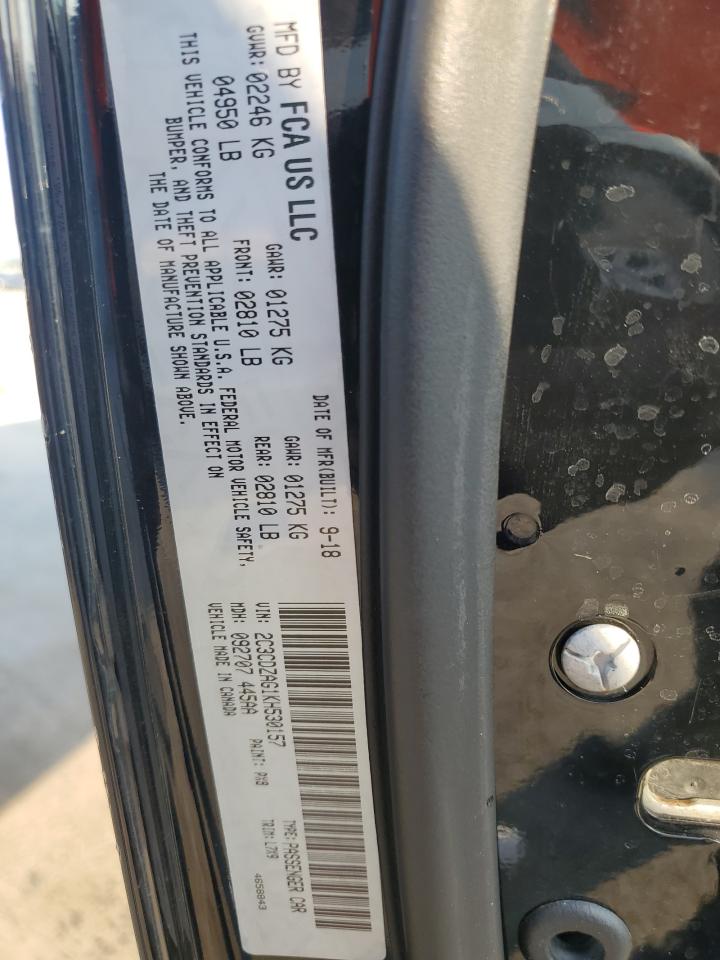 MFD BY FCA US LLC
DATE OF MFR(BUILT): 9-18
GVWR: 02246 KG
04950 LB
GAWR: 01275 KG
FRONT: 02810 LB
GAWR: 01275 KG
REAR: 02810 LB
THIS VEHICLE CONFORMS TO ALL APPLICABLE U.S.A. FEDERAL MOTOR VEHICLE SAFETY,
BUMPER, AND THEFT PREVENTION STANDARDS IN EFFECT ON
THE DATE OF MANUFACTURE SHOWN ABOVE.
VIN: 2C3CDZAG1KH530157
TYPE: PASSENGER CAR
MDH: 092707 445AA
PAINT: PX8
TRIM: L7X9
VEHICLE MADE IN CANADA
4658843